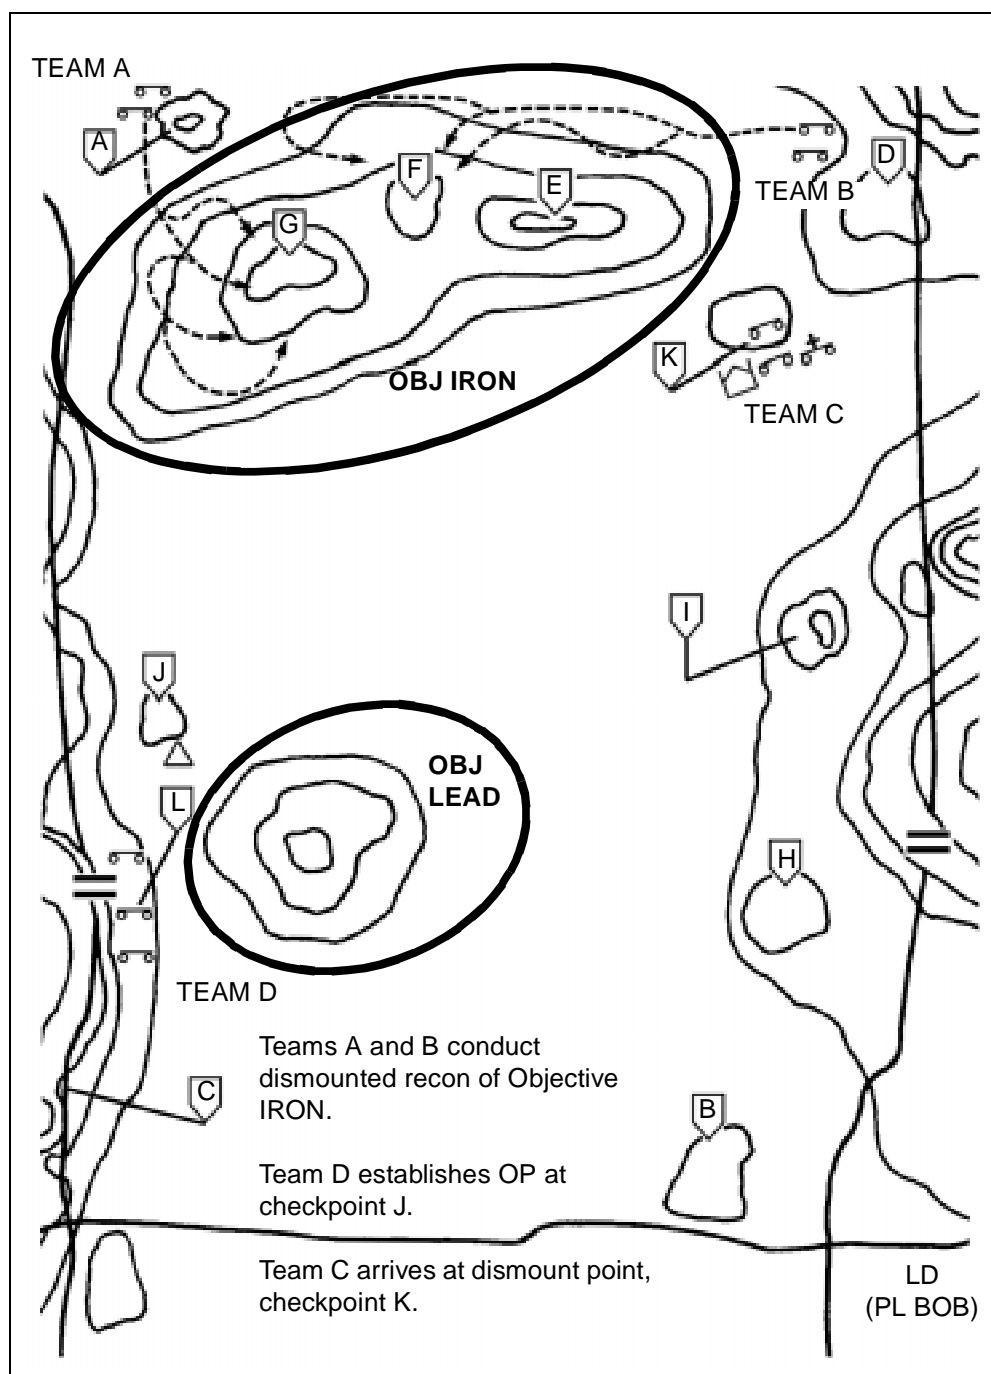 TEAM A
A
F
D
E
TEAM B
G
K
OBJ IRON
TEAM C
I
J
OBJ
LEAD
L
H
TEAM D
Teams A and B conduct
dismounted recon of Objective
IRON.
C
B
Team D establishes OP at
checkpoint J.
Team C arrives at dismount point,
checkpoint K.
LD
(PL BOB)